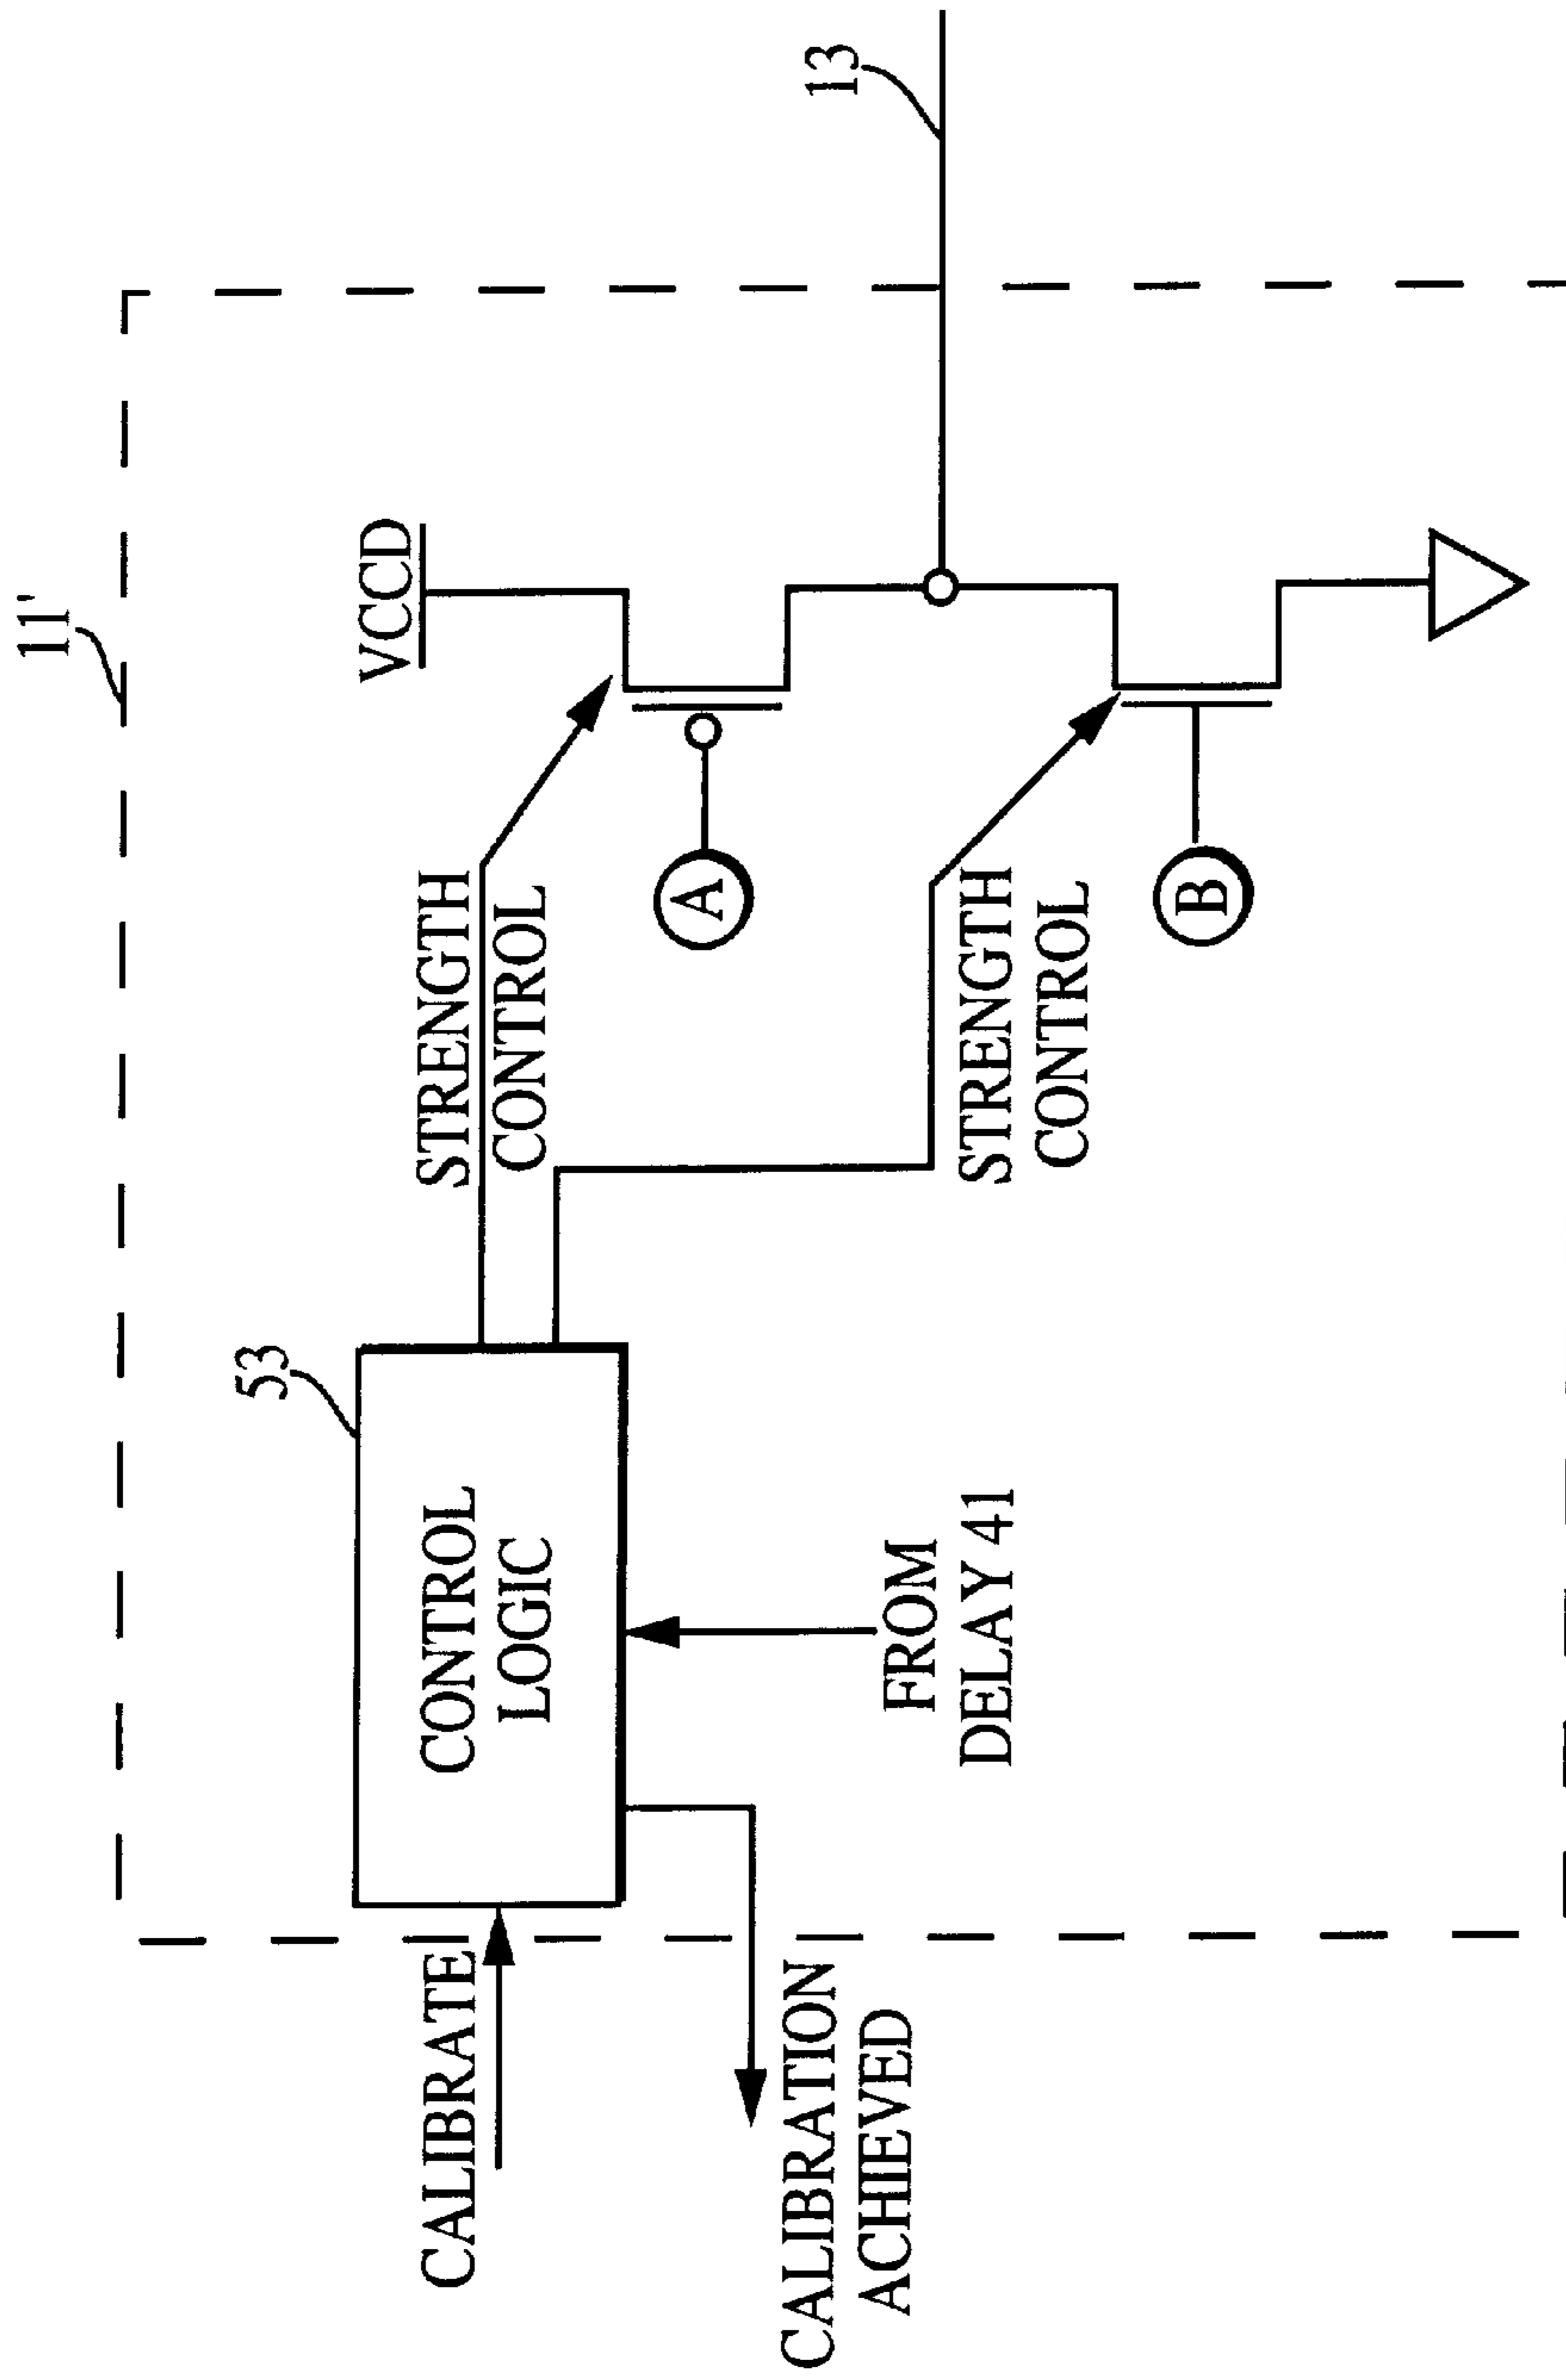 11'
VCCD
13
STRENGTH
CONTROL
A
53
CONTROL
LOGIC
STRENGTH
CONTROL
B
CALIBRATE
FROM
DELAY 41
CALIBRATION
ACHIEVED